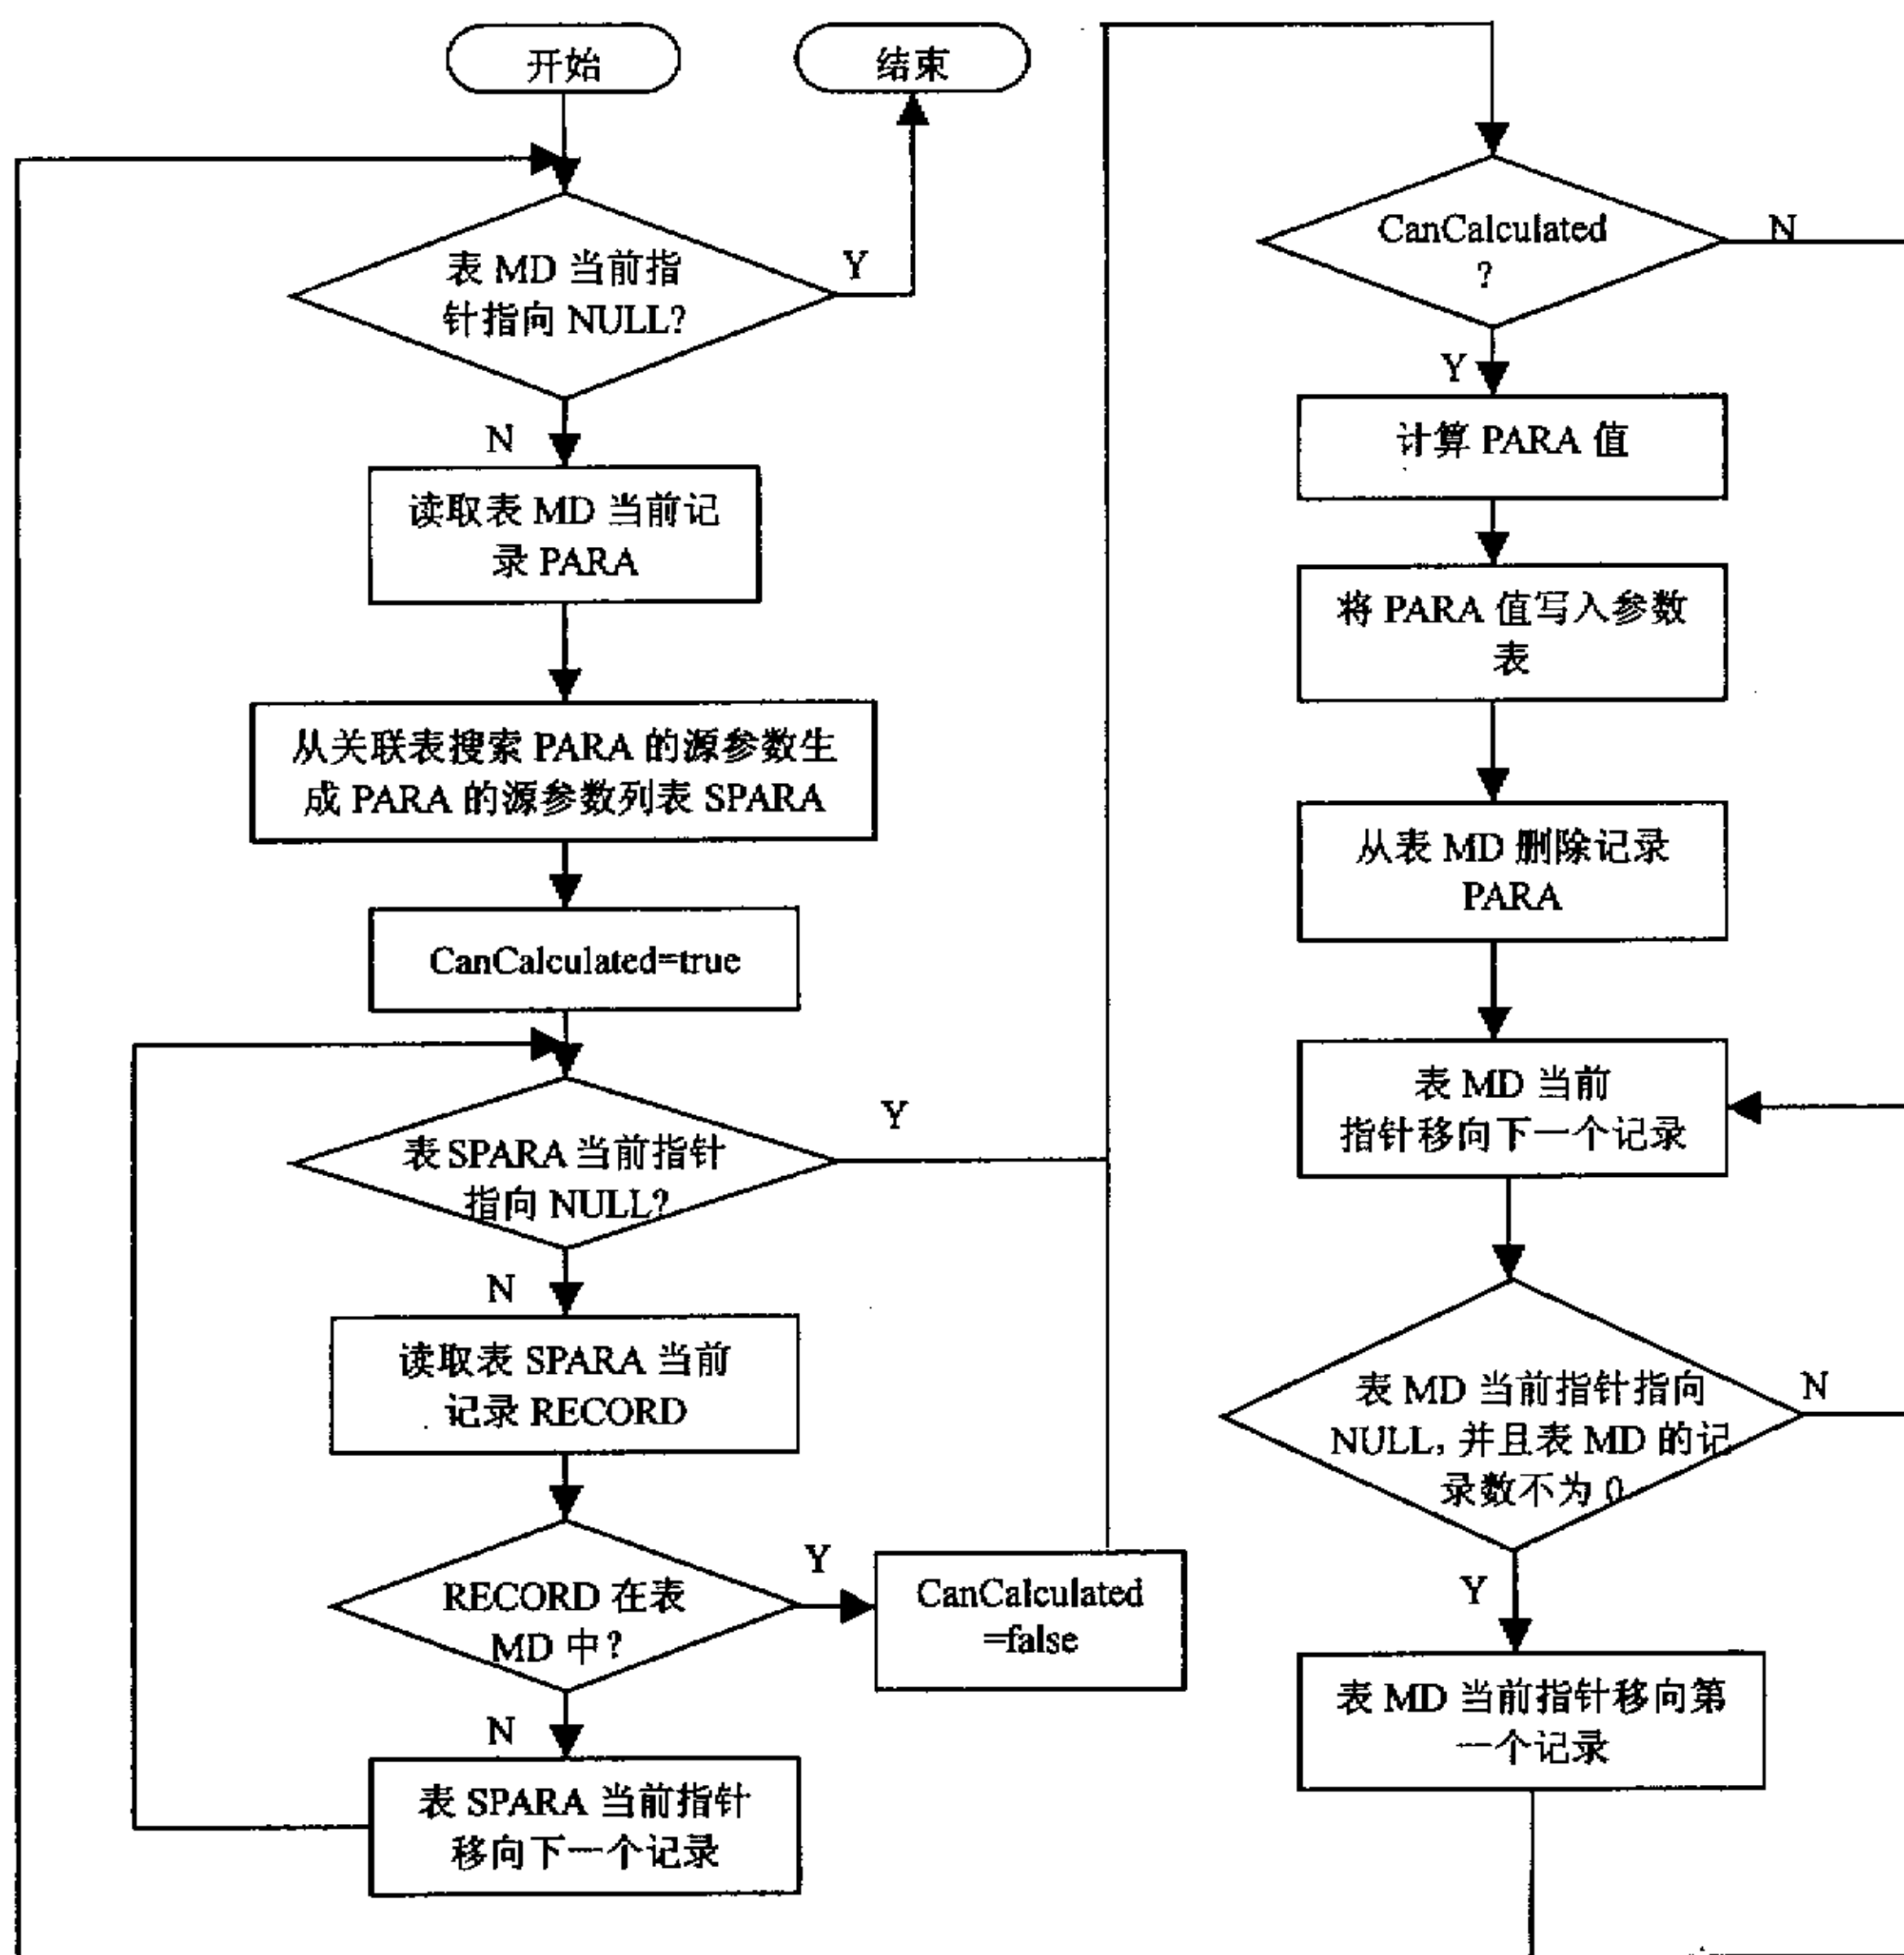 开始
结束
表 MD 当前指
针指向 NULL?
Y
N
读取表 MD 当前记
录 PARA
从关联表搜索 PARA 的源参数生
成 PARA 的源参数列表 SPARA
CanCalculated=true
表 SPARA 当前指针
指向 NULL?
Y
N
读取表 SPARA 当前
记录 RECORD
RECORD 在表
MD 中?
Y
CanCalculated
=false
N
表 SPARA 当前指针
移向下一个记录
CanCalculated
?
N
Y
计算 PARA 值
将 PARA 值写入参数
表
从表 MD 删除记录
PARA
表 MD 当前
指针移向下一个记录
表 MD 当前指针指向
NULL, 并且表 MD 的记
录数不为 0
N
Y
表 MD 当前指针移向第
一个记录